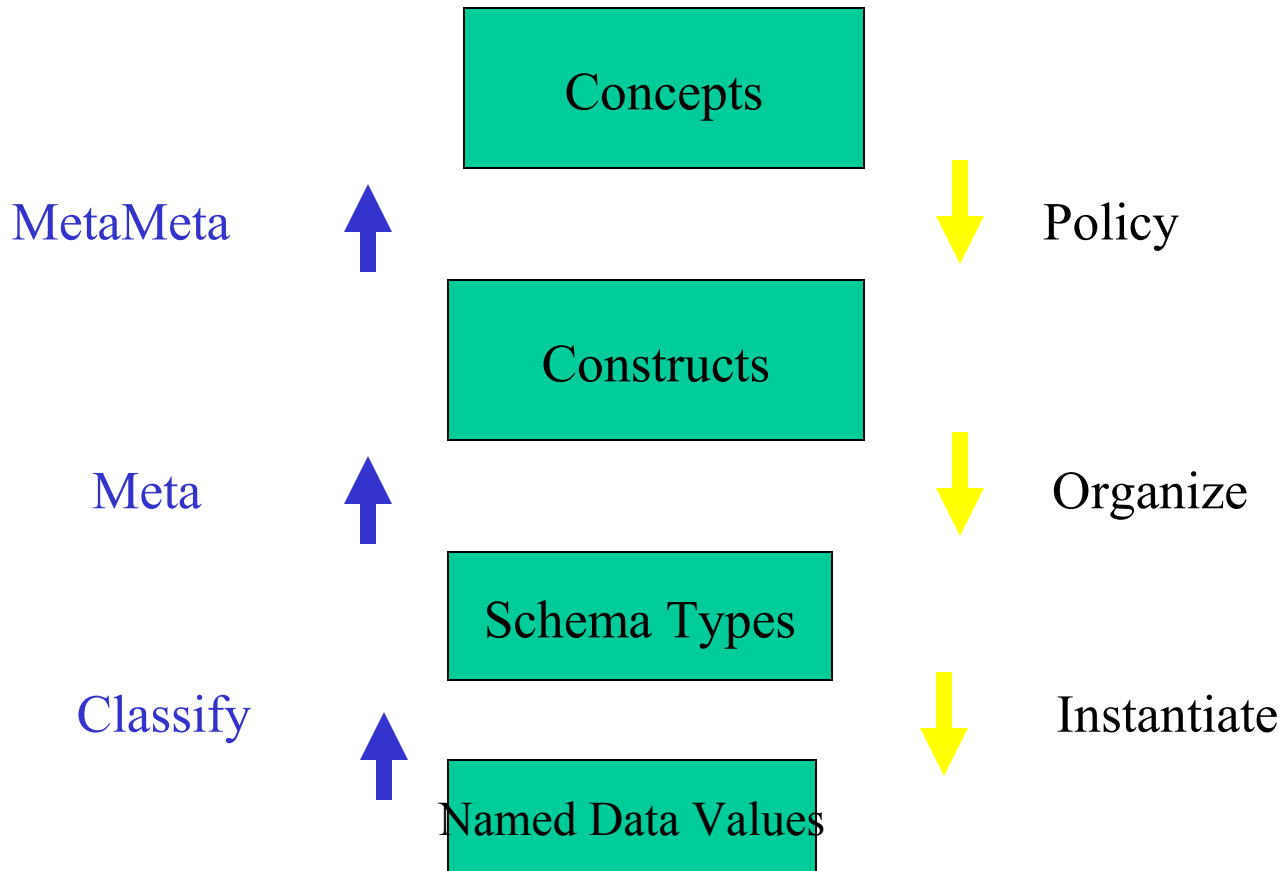 Concepts
MetaMeta
Policy
Constructs
Meta
Organize
Schema Types
Classify
Instantiate
Named Data Values